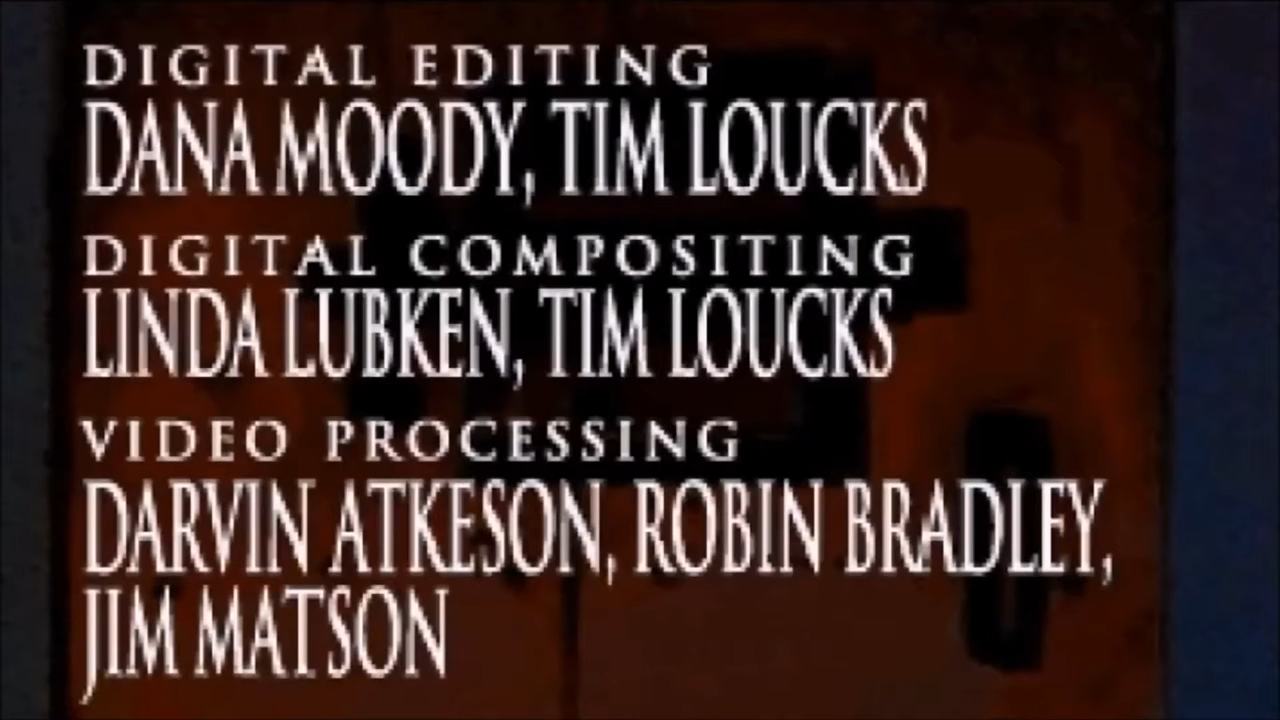 DIGITAL EDITING
DANA MOODY, TIM LOUCKS
DIGITAL COMPOSITING
LINDA LUBKEN, TIM LOUCKS
VIDEO PROCESSING
DARVIN ATKESON, ROBIN BRADLEY,
JIM MATSON